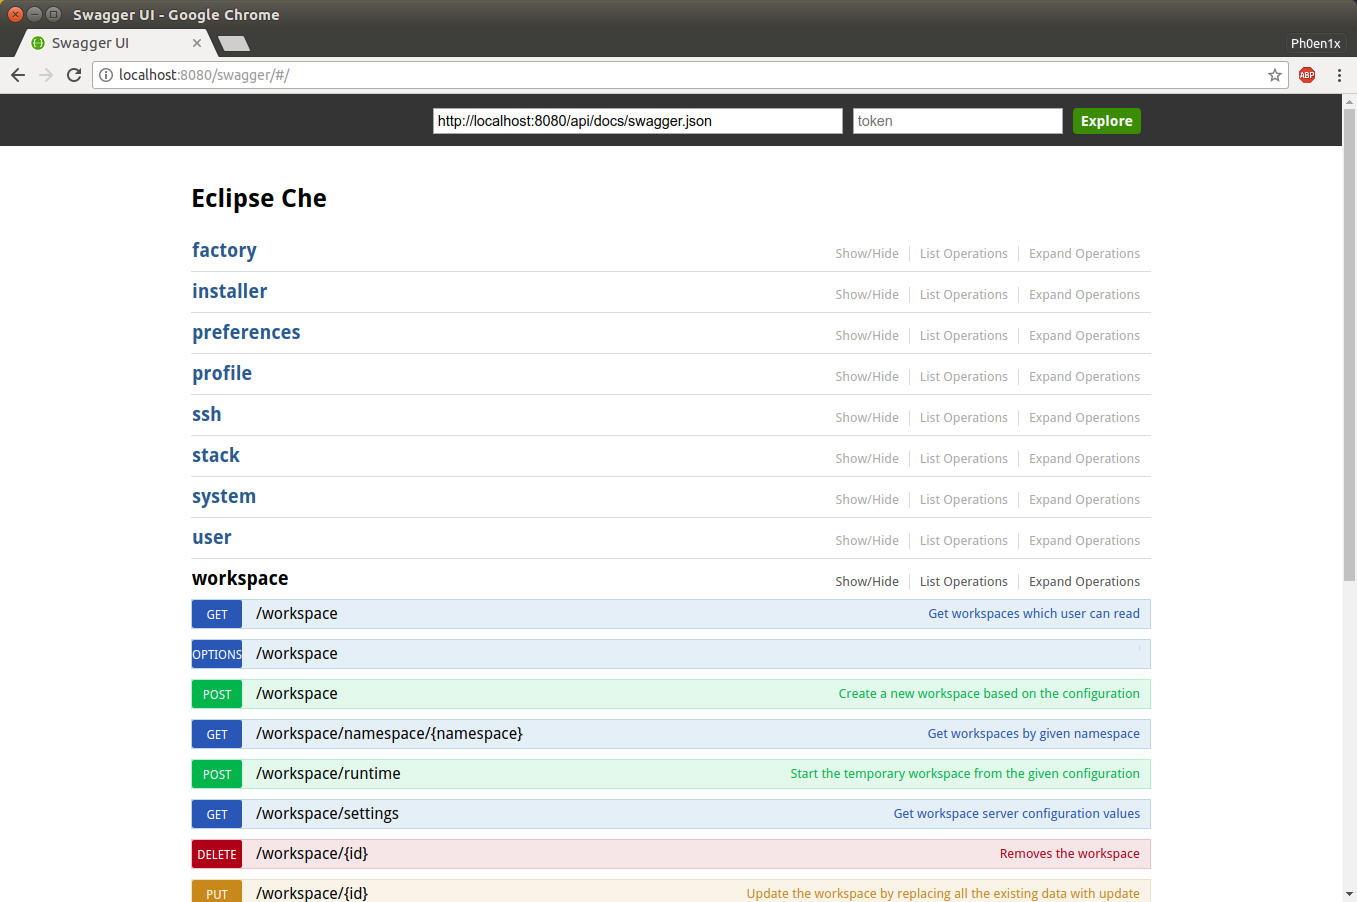 Swagger UI - Google Chrome
Swagger UI
Ph0en1x
localhost:8080/swagger/#/
ABP
http://localhost:8080/api/docs/swagger.json token Explore
Eclipse Che
factory Show/Hide List Operations Expand Operations
installer Show/Hide List Operations Expand Operations
preferences Show/Hide List Operations Expand Operations
profile Show/Hide List Operations Expand Operations
ssh Show/Hide List Operations Expand Operations
stack Show/Hide List Operations Expand Operations
system Show/Hide List Operations Expand Operations
user Show/Hide List Operations Expand Operations
workspace Show/Hide List Operations Expand Operations
GET /workspace Get workspaces which user can read
OPTIONS /workspace
POST /workspace Create a new workspace based on the configuration
GET /workspace/namespace/{namespace} Get workspaces by given namespace
POST /workspace/runtime Start the temporary workspace from the given configuration
GET /workspace/settings Get workspace server configuration values
DELETE /workspace/{id} Removes the workspace
PUT /workspace/{id} Update the workspace by replacing all the existing data with update